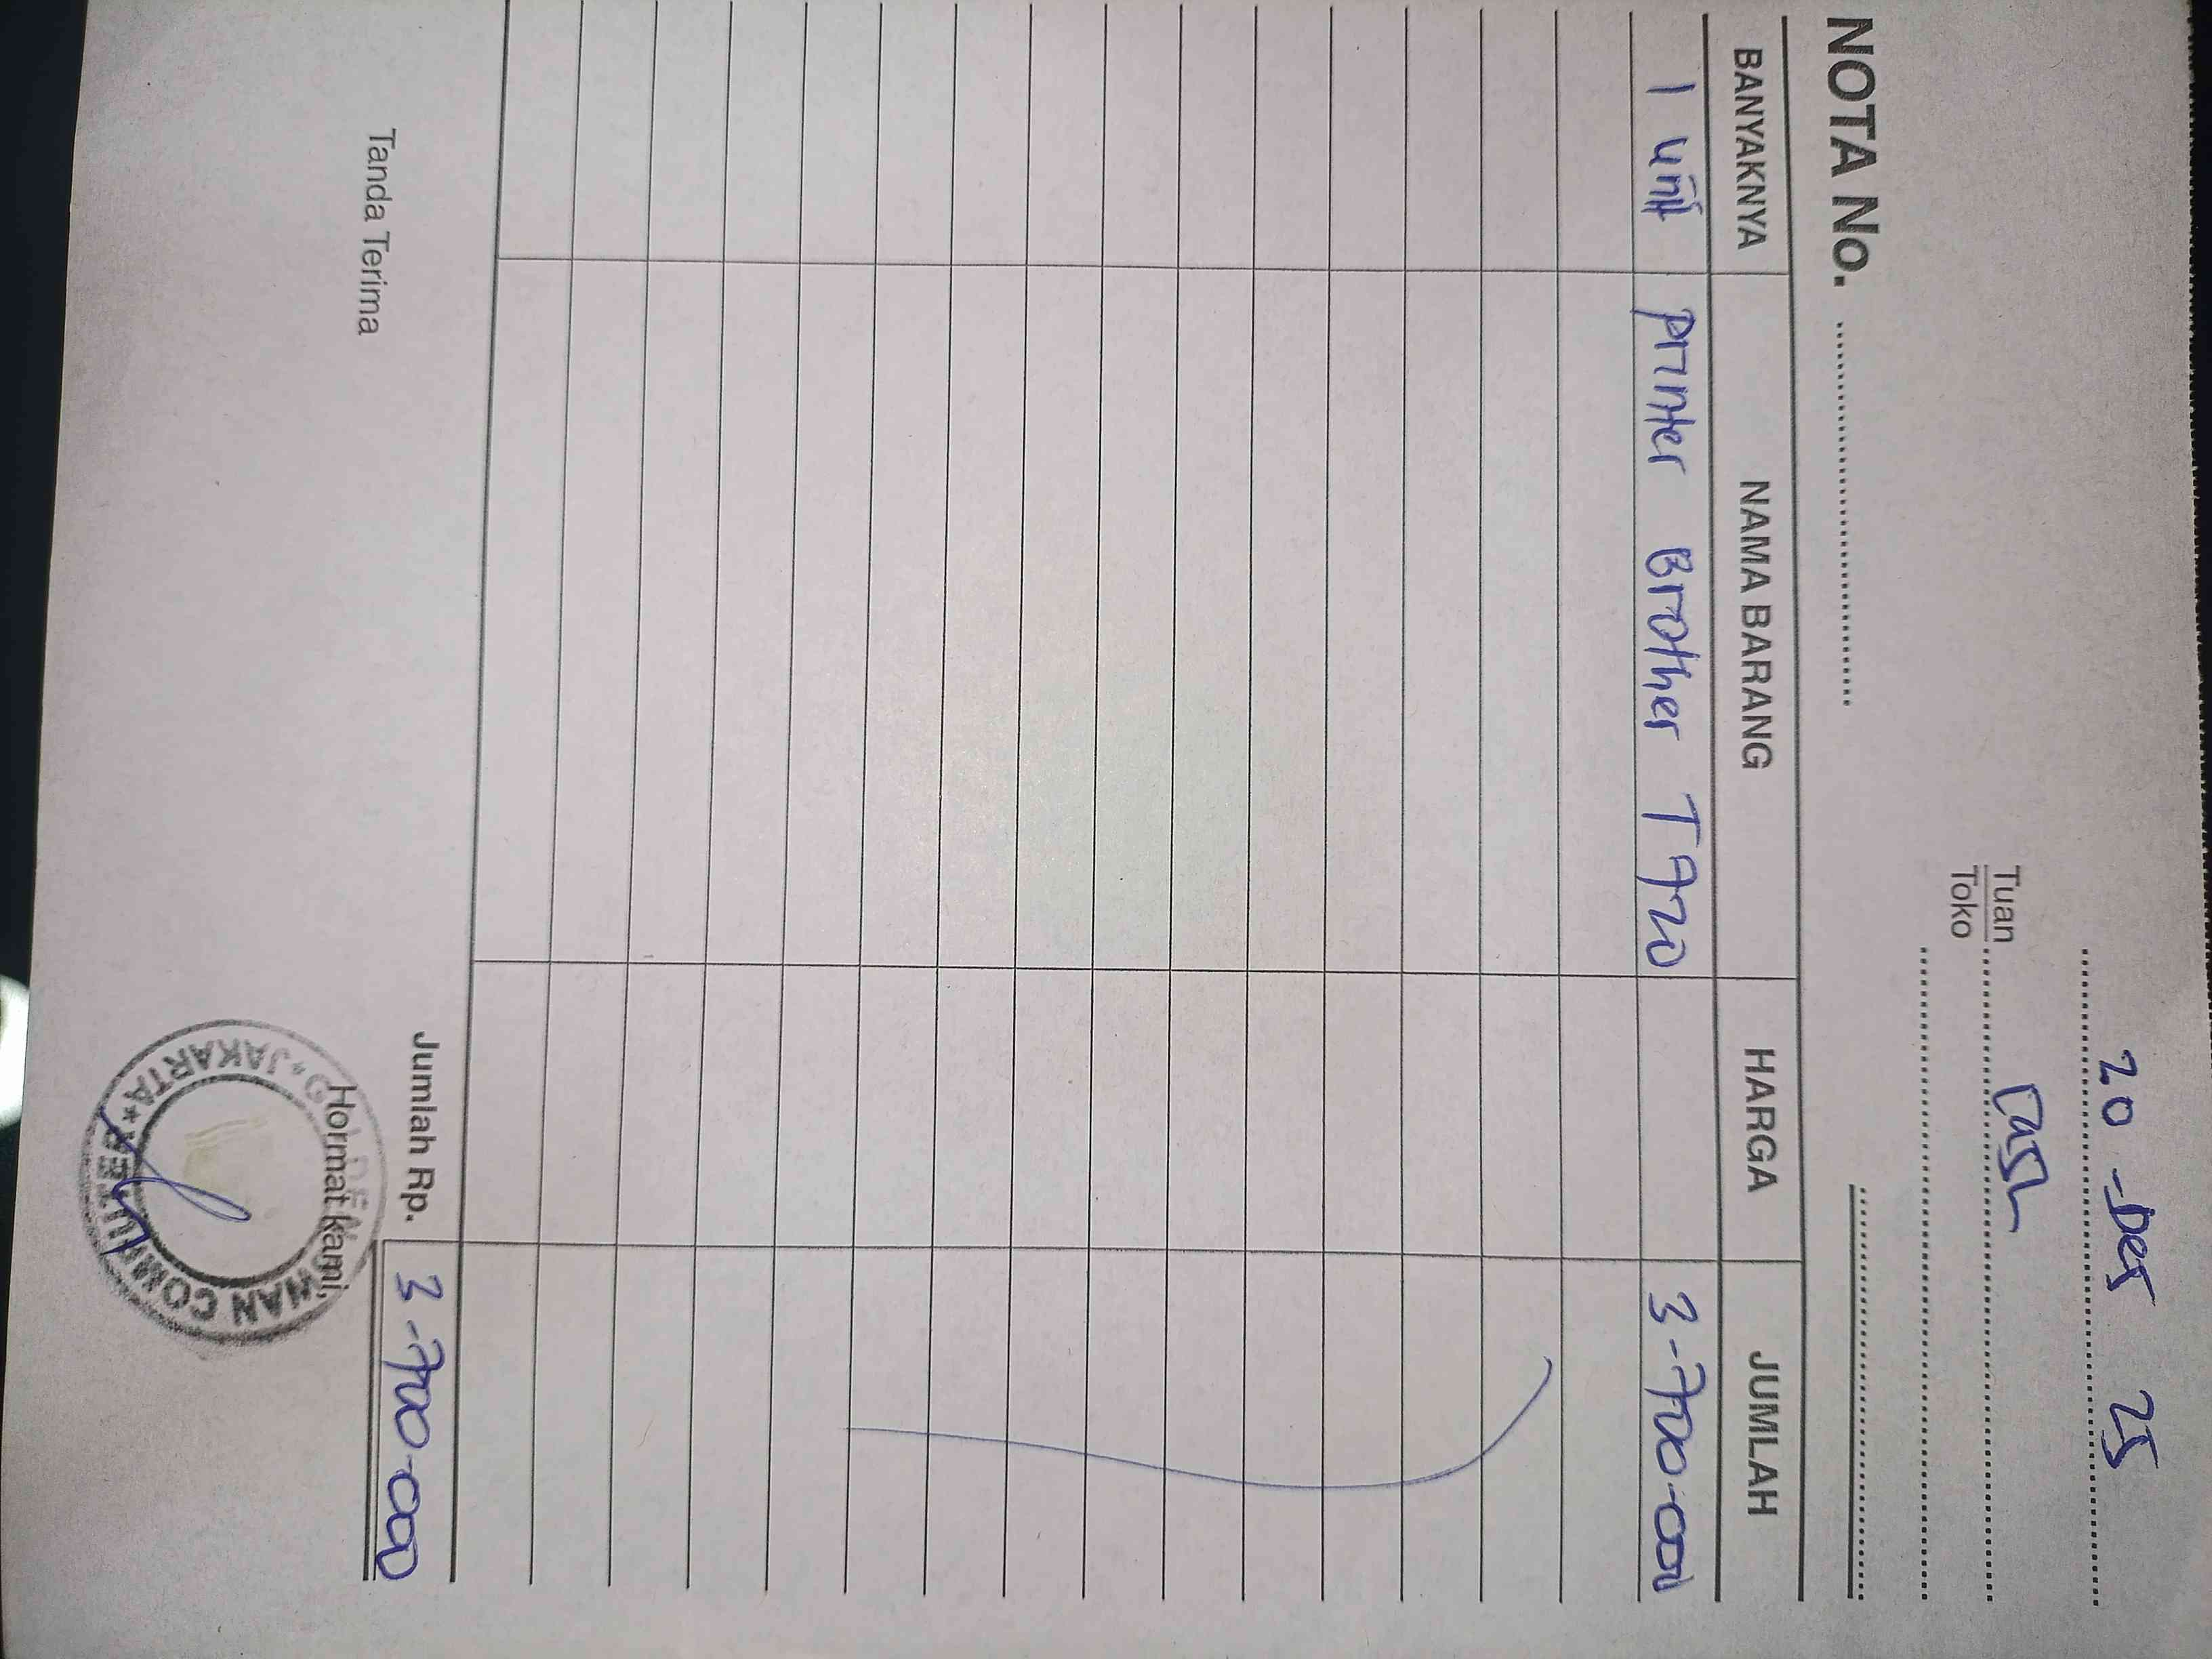 20 - Des 25
Tuan Cash
Toko
NOTA No.
BANYAKNYA NAMA BARANG HARGA JUMLAH
1 unit Printer Brother T720 3-700-000
Jumlah Rp. 3-700-000
Tanda Terima Hormat kami,
JAKARTA